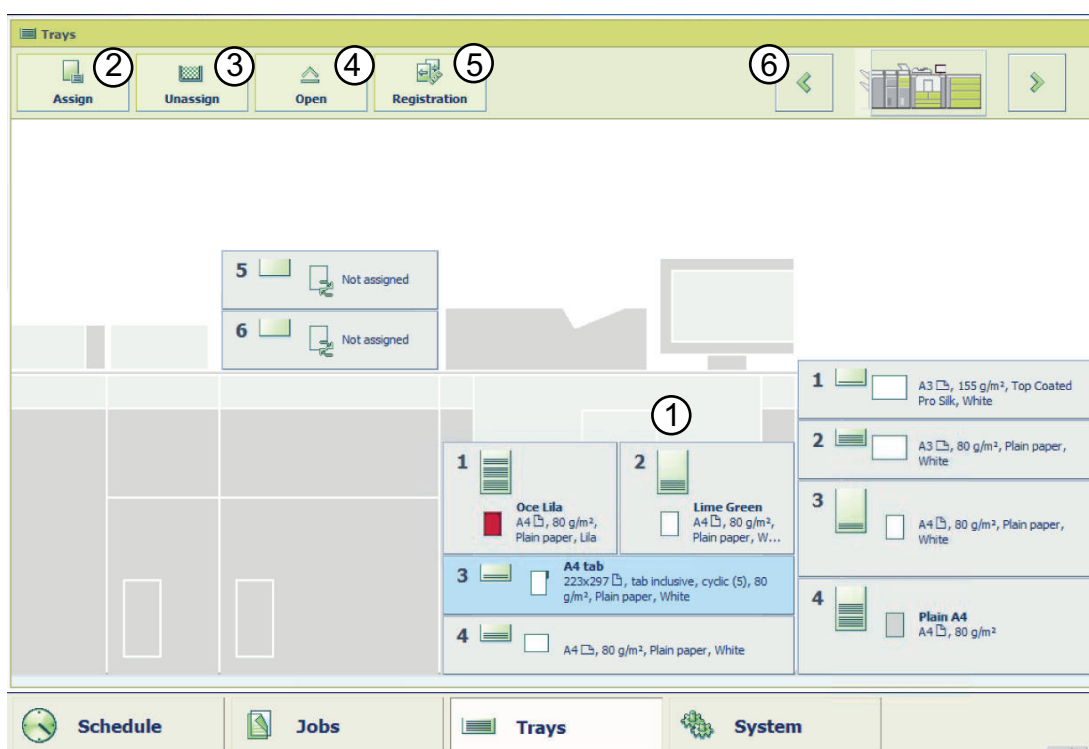 Trays
2
3
4
5
6
Assign
Unassign
Open
Registration
5
Not assigned
6
Not assigned
1
1
Oce Lila
A4, 80 g/m²,
Plain paper, Lila
2
Lime Green
A4, 80 g/m²,
Plain paper, W...
3
A4 tab
223x297, tab inclusive, cyclic (5), 80
g/m², Plain paper, White
4
A4, 80 g/m², Plain paper, White
1
A3, 155 g/m², Top Coated
Pro Silk, White
2
A3, 80 g/m², Plain paper,
White
3
A4, 80 g/m², Plain paper,
White
4
Plain A4
A4, 80 g/m²
Schedule
Jobs
Trays
System